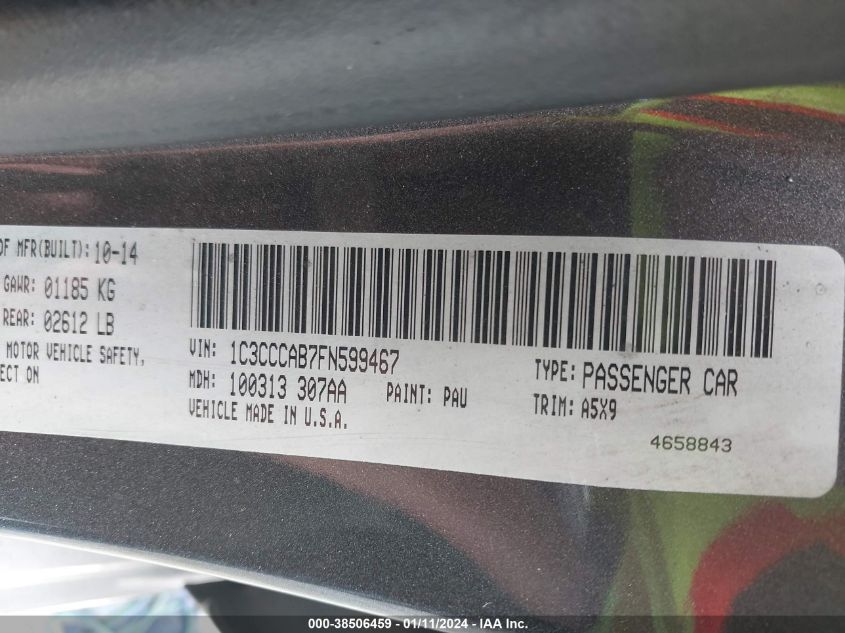 OF MFR(BUILT): 10-14
GAWR: 01185 KG
REAR: 02612 LB
MOTOR VEHICLE SAFETY,
ECT ON
VIN: 1C3CCCAB7FN599467
MDH: 100313 307AA PAINT: PAU
VEHICLE MADE IN U.S.A.
TYPE: PASSENGER CAR
TRIM: A5X9
4658843
000-38506459 - 01/11/2024 - IAA Inc.